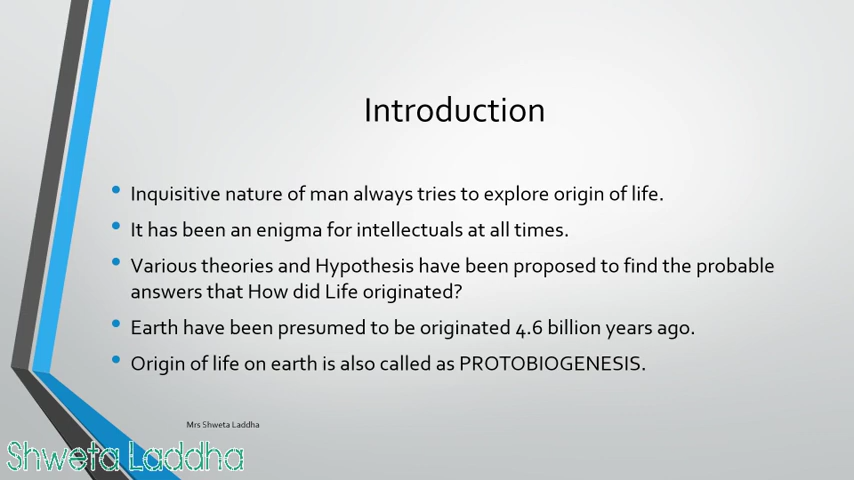 Introduction
Inquisitive nature of man always tries to explore origin of life.
It has been an enigma for intellectuals at all times.
Various theories and Hypothesis have been proposed to find the probable
answers that How did Life originated?
Earth have been presumed to be originated 4.6 billion years ago.
Origin of life on earth is also called as PROTOBIOGENESIS.
Mrs Shweta Laddha
Shweta Laddha